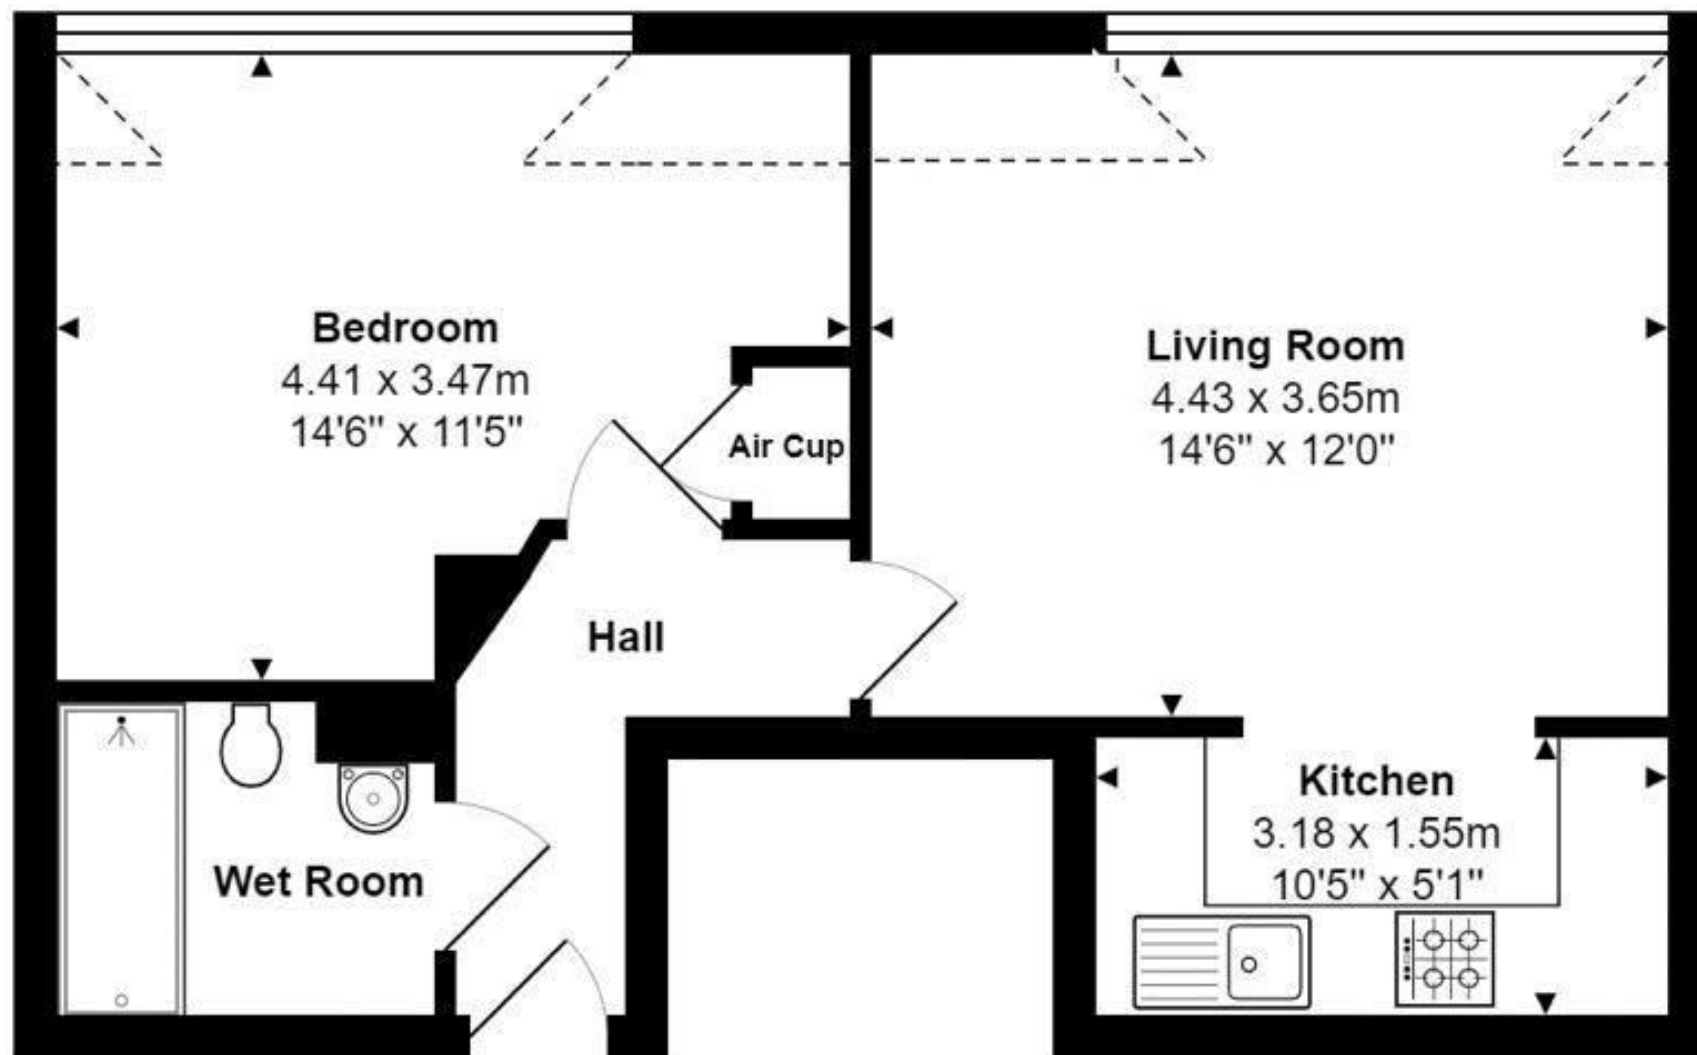 Bedroom
4.41 x 3.47m
14'6" x 11'5"
Air Cup
Living Room
4.43 x 3.65m
14'6" x 12'0"
Hall
Wet Room
Kitchen
3.18 x 1.55m
10'5" x 5'1"